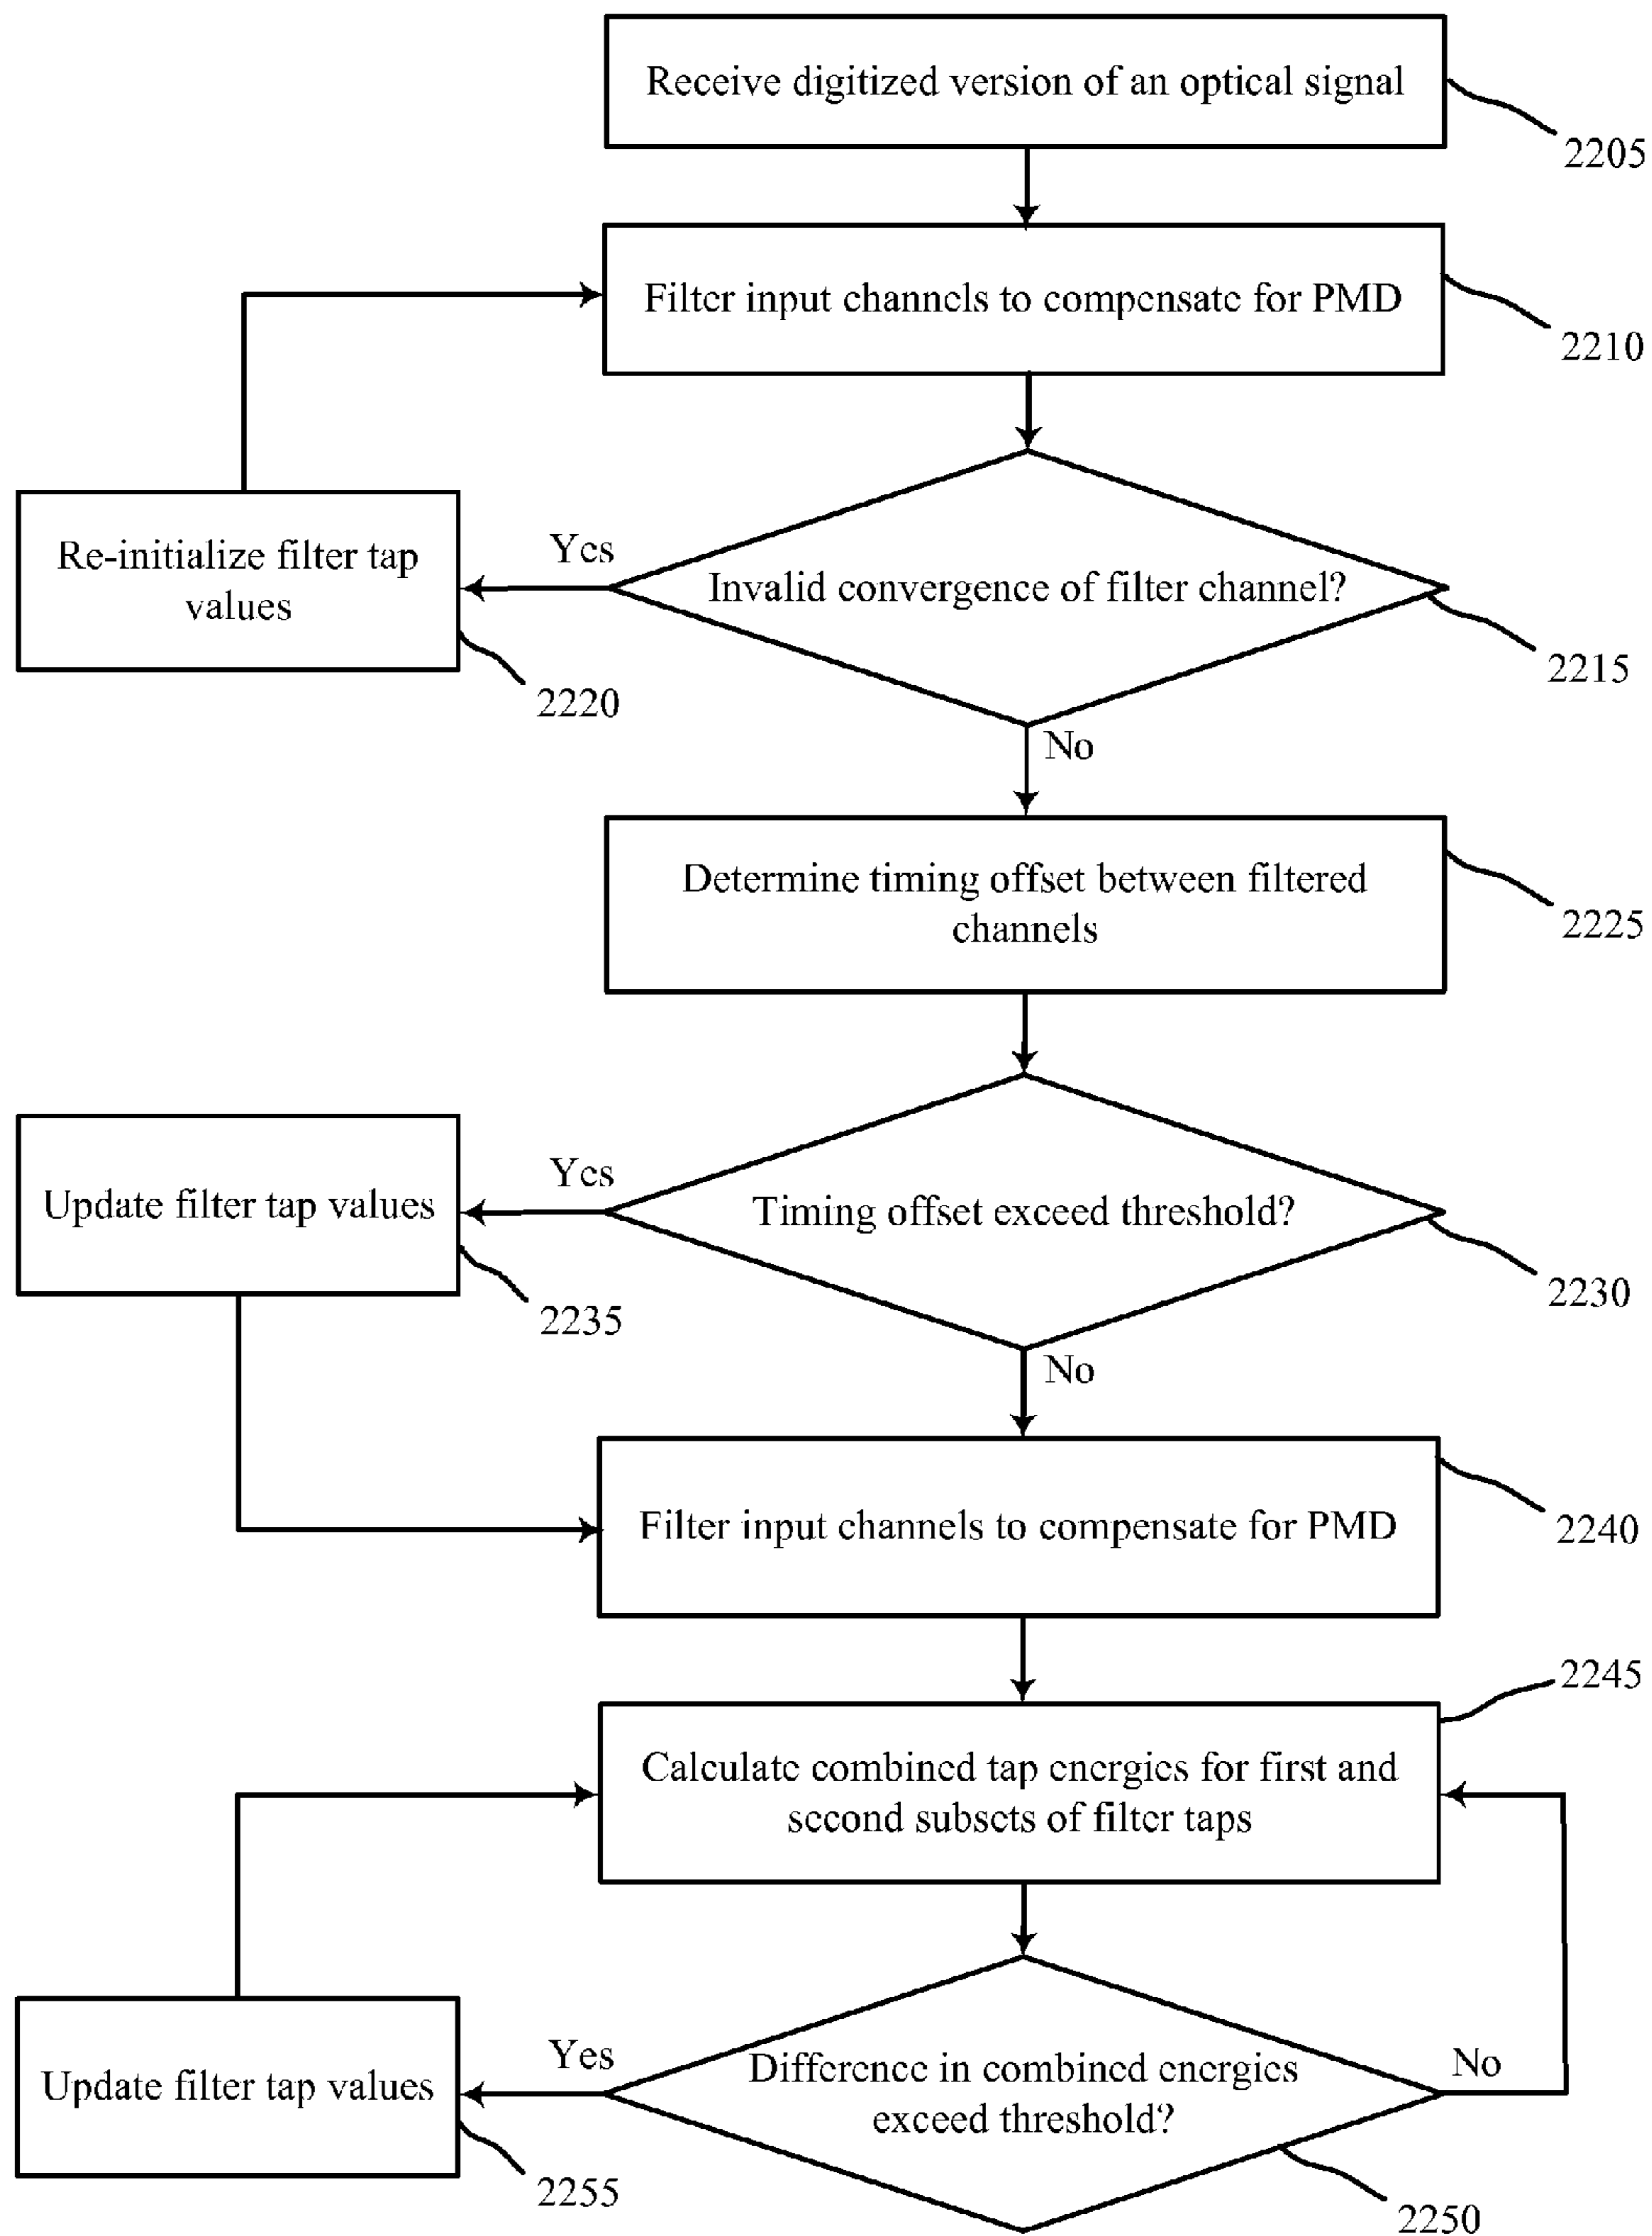 Receive digitized version of an optical signal
2205
Filter input channels to compensate for PMD
2210
Re-initialize filter tap
values
2220
Yes
Invalid convergence of filter channel?
2215
No
Determine timing offset between filtered
channels
2225
Update filter tap values
2235
Yes
Timing offset exceed threshold?
2230
No
Filter input channels to compensate for PMD
2240
2245
Calculate combined tap energies for first and
second subsets of filter taps
Update filter tap values
2255
Yes
Difference in combined energies
exceed threshold?
No
2250